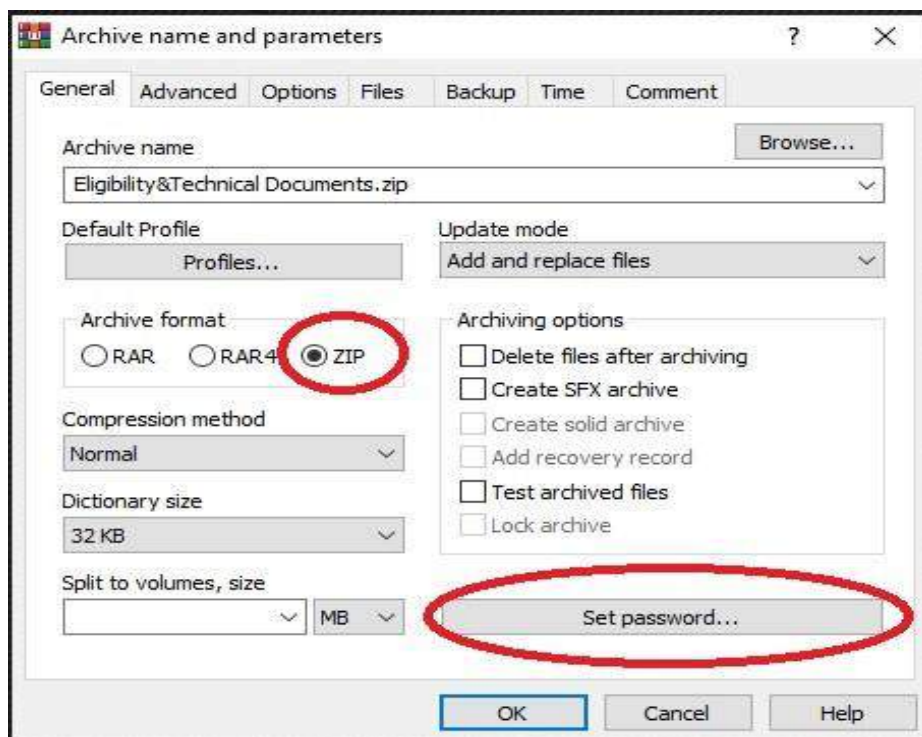 Archive name and parameters ?
General Advanced Options Files Backup Time Comment
Archive name
Browse...
Eligibility&Technical Documents.zip
Default Profile
Profiles...
Update mode
Add and replace files
Archive format
RAR RAR4 ZIP
Compression method
Normal
Dictionary size
32 KB
Split to volumes, size
MB
Archiving options
Delete files after archiving
Create SFX archive
Create solid archive
Add recovery record
Test archived files
Lock archive
Set password...
OK Cancel Help